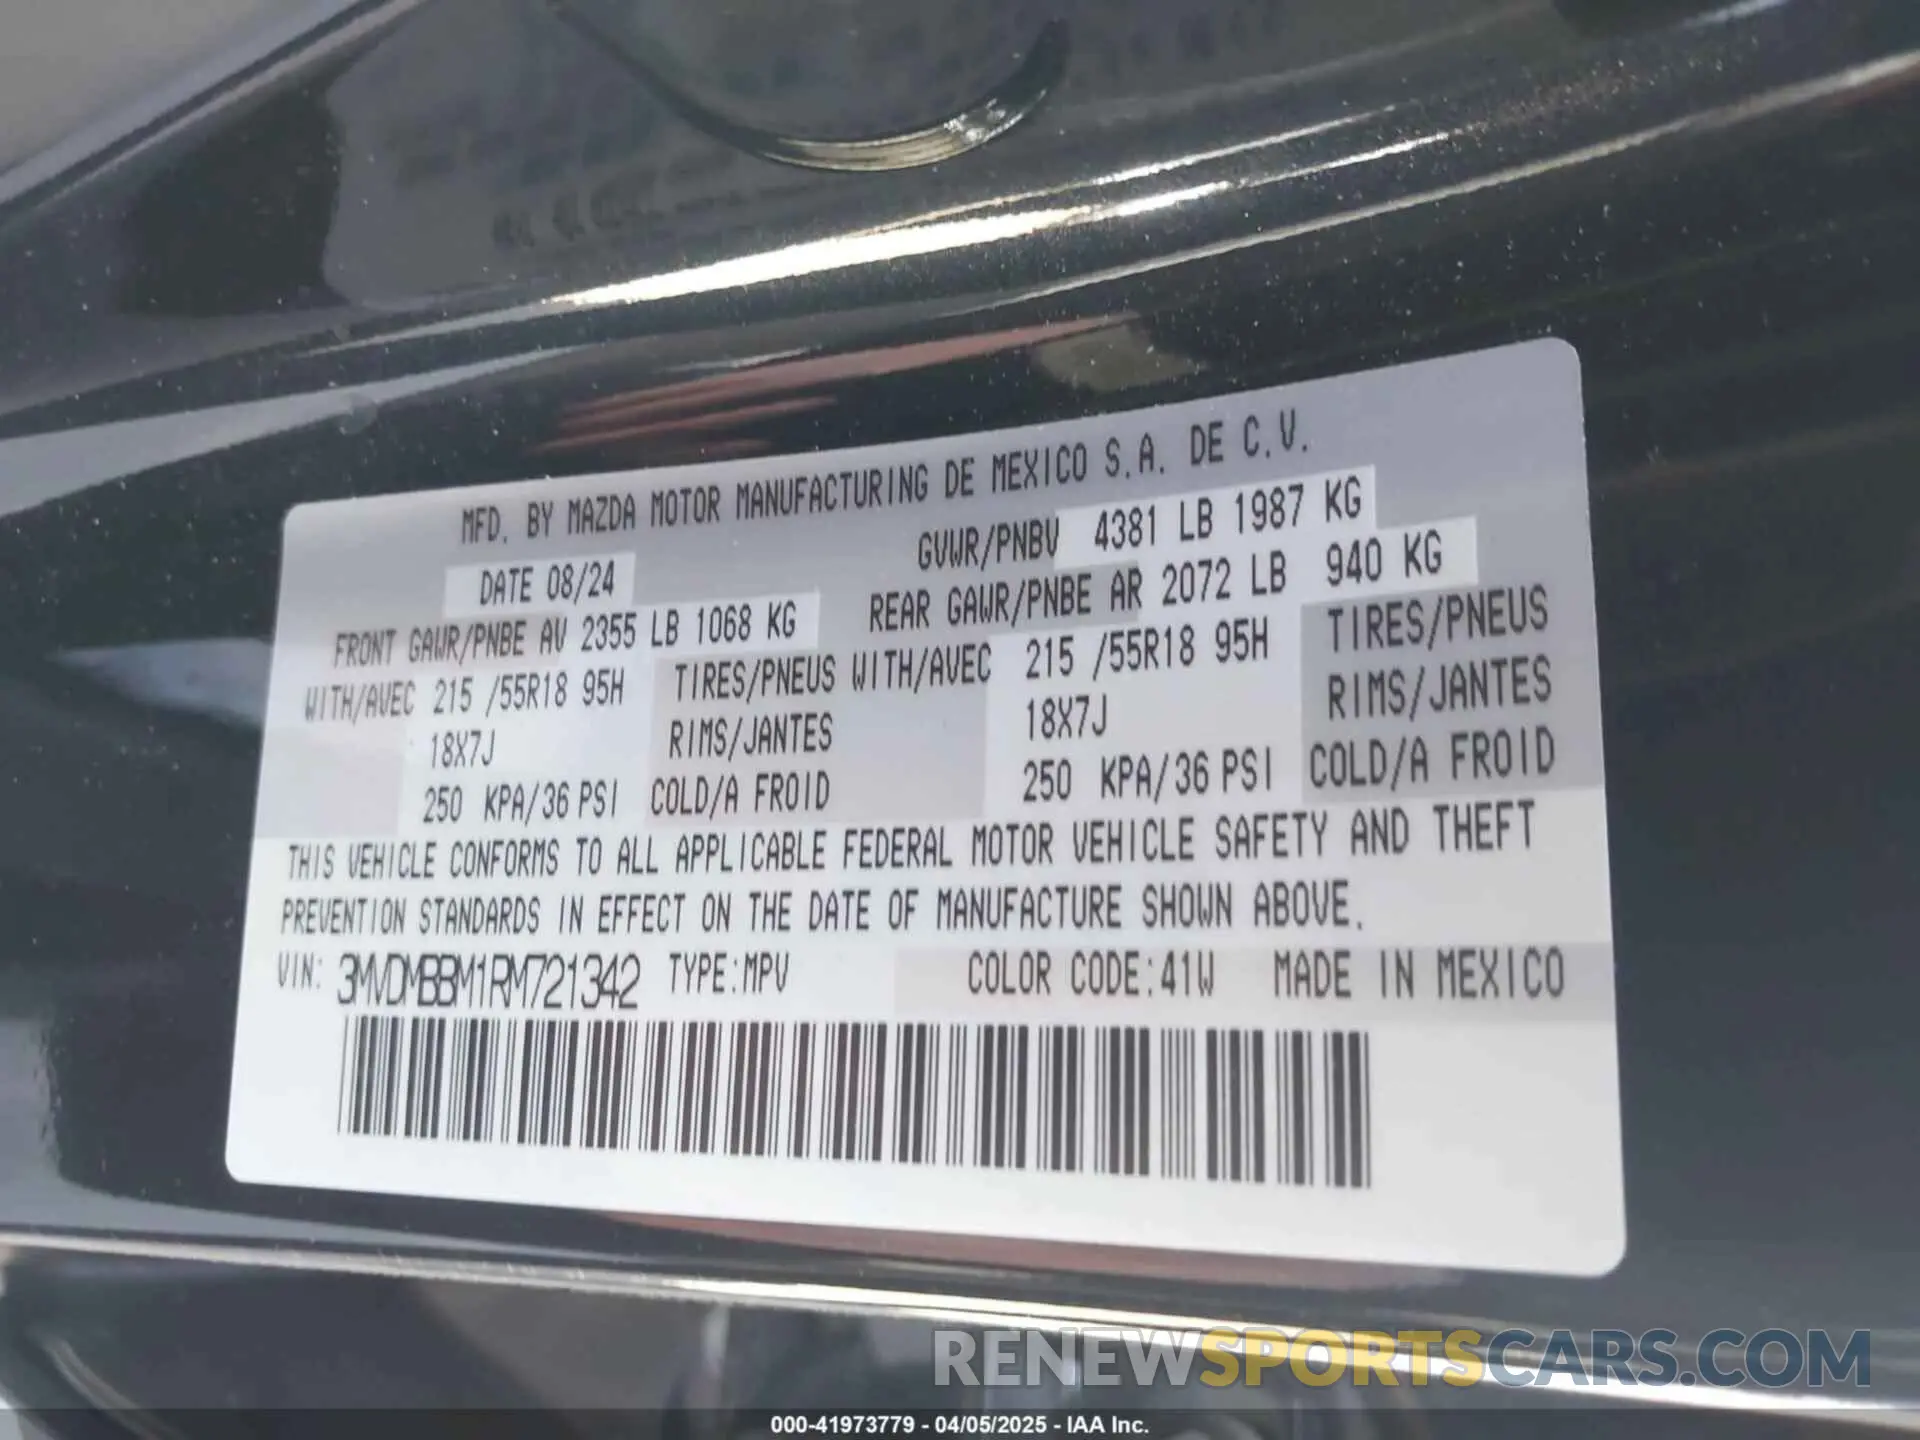 MFD. BY MAZDA MOTOR MANUFACTURING DE MEXICO S.A. DE C.V.
DATE 08/24 GVWR/PNBV 4381 LB 1987 KG
FRONT GAWR/PNBE AV 2355 LB 1068 KG REAR GAWR/PNBE AR 2072 LB 940 KG
WITH/AVEC 215 /55R18 95H TIRES/PNEUS WITH/AVEC 215 /55R18 95H TIRES/PNEUS
18X7J RIMS/JANTES 18X7J RIMS/JANTES
250 KPA/36 PSI COLD/A FROID 250 KPA/36 PSI COLD/A FROID
THIS VEHICLE CONFORMS TO ALL APPLICABLE FEDERAL MOTOR VEHICLE SAFETY AND THEFT
PREVENTION STANDARDS IN EFFECT ON THE DATE OF MANUFACTURE SHOWN ABOVE.
VIN: 3MVDMBBM1RM721342 TYPE:MPV COLOR CODE:41W MADE IN MEXICO
RENEWSPORTSCARS.COM
000-41973779 - 04/05/2025 - IAA Inc.